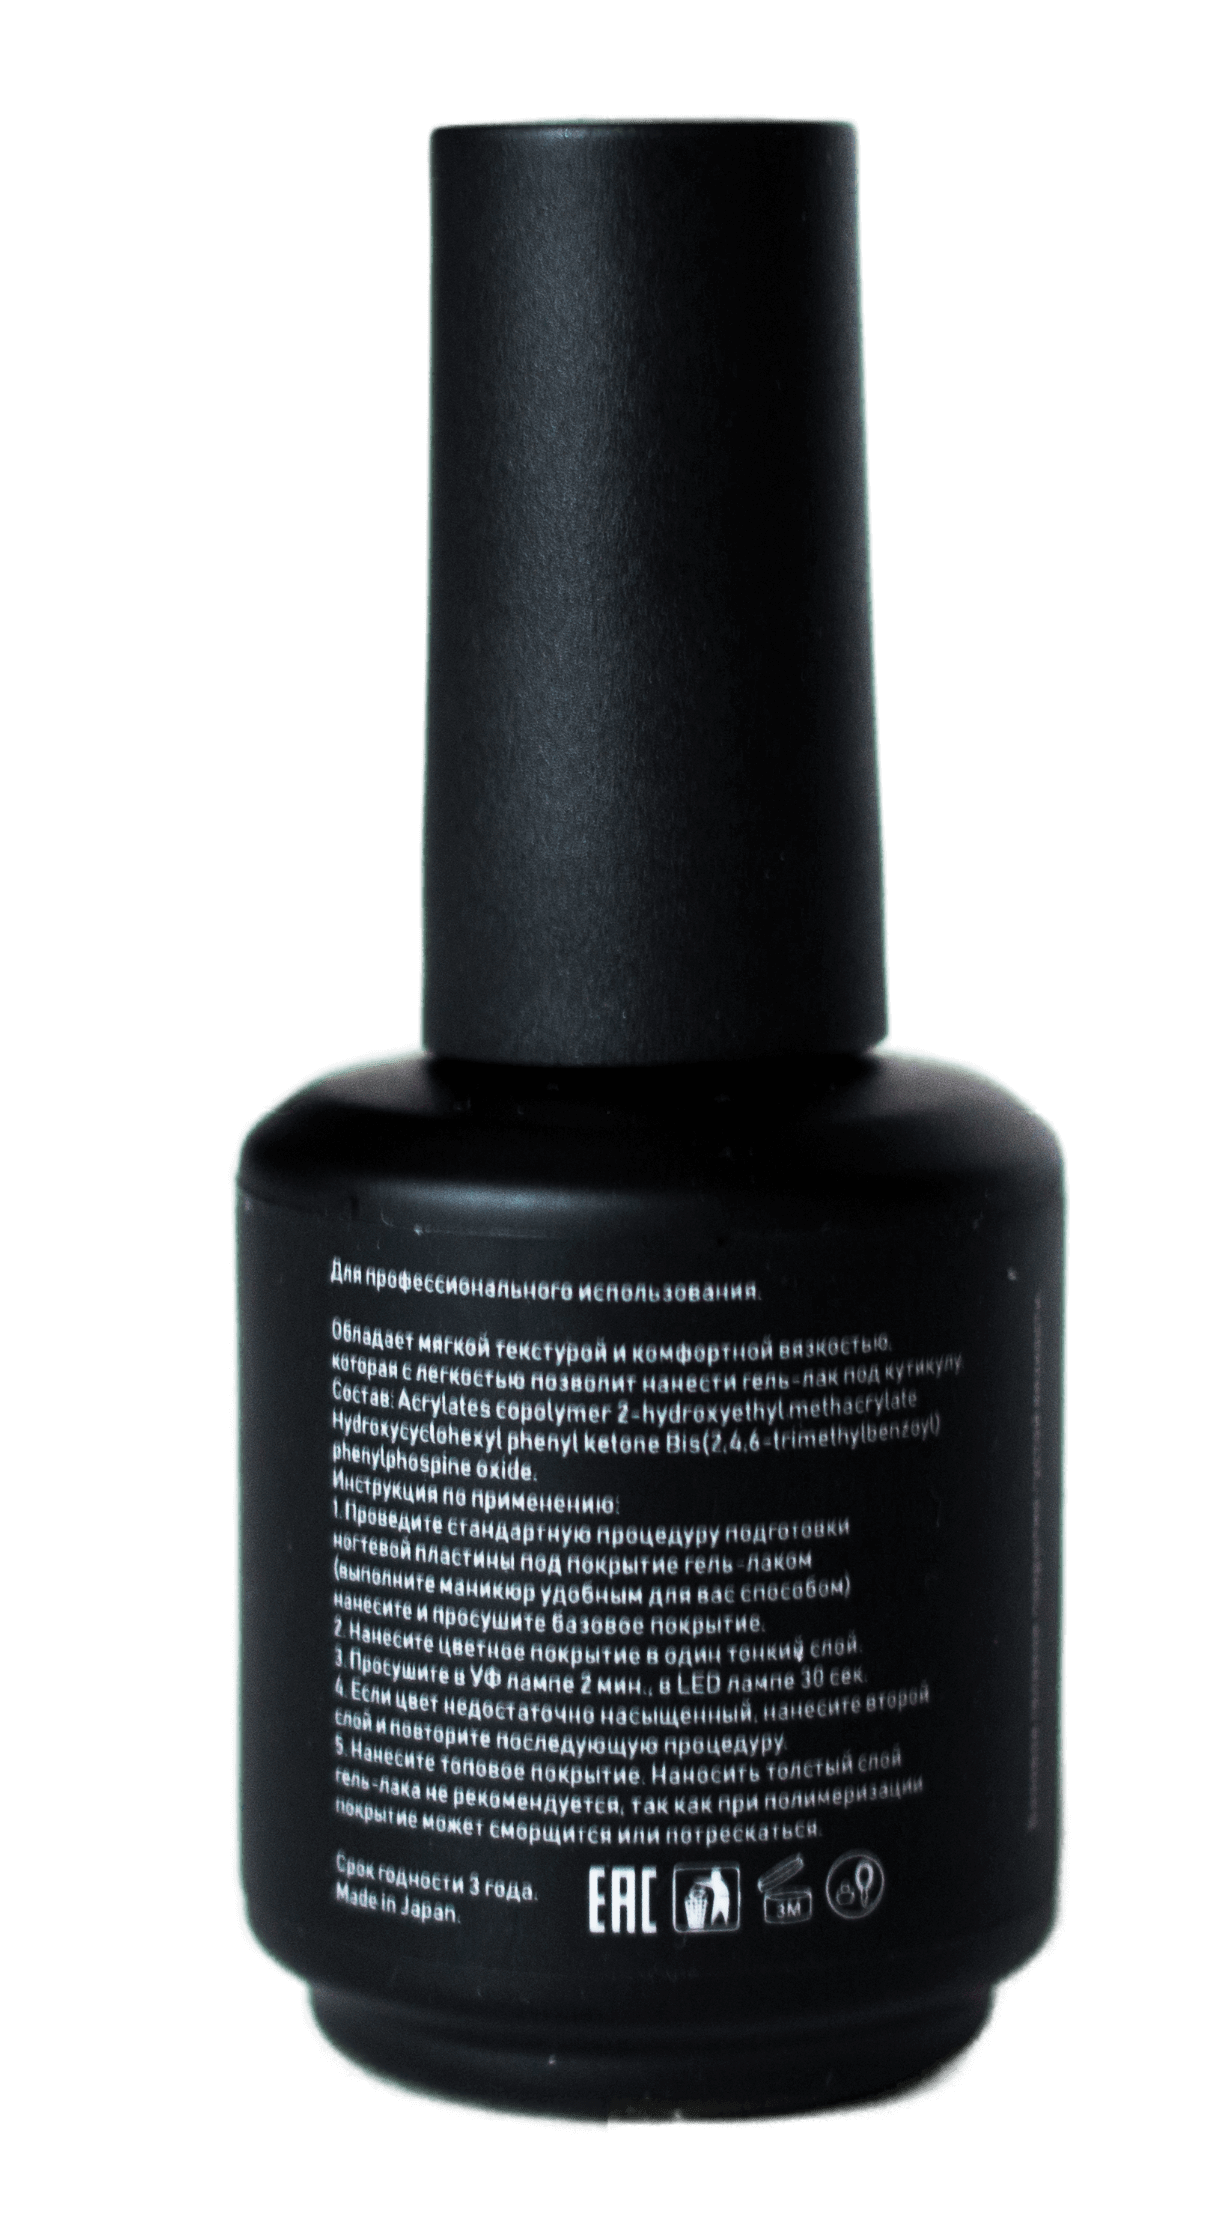 Для профессионального использования.
Обладает мягкой текстурой и комфортной вязкостью,
которая с легкостью позволит нанести гель-лак под кутикулу.
Состав: Acrylates copolymer 2-hydroxyethyl methacrylate
Hydroxycyclohexyl phenyl ketone Bis(2,4,6-trimethylbenzoyl)
phenylphospine oxide.
Инструкция по применению:
1. Проведите стандартную процедуру подготовки
ногтевой пластины под покрытие гель-лаком
(выполните маникюр удобным для вас способом)
нанесите и просушите базовое покрытие.
2. Нанесите цветное покрытие в один тонкий слой.
3. Просушите в УФ лампе 2 мин., в LED лампе 30 сек.
4. Если цвет недостаточно насыщенный, нанесите второй
слой и повторите последующую процедуру.
5. Нанесите топовое покрытие. Наносить толстый слой
гель-лака не рекомендуется, так как при полимеризации
покрытие может сморщится или потрескаться.
Срок годности 3 года.
Made in Japan.
EAC
3M